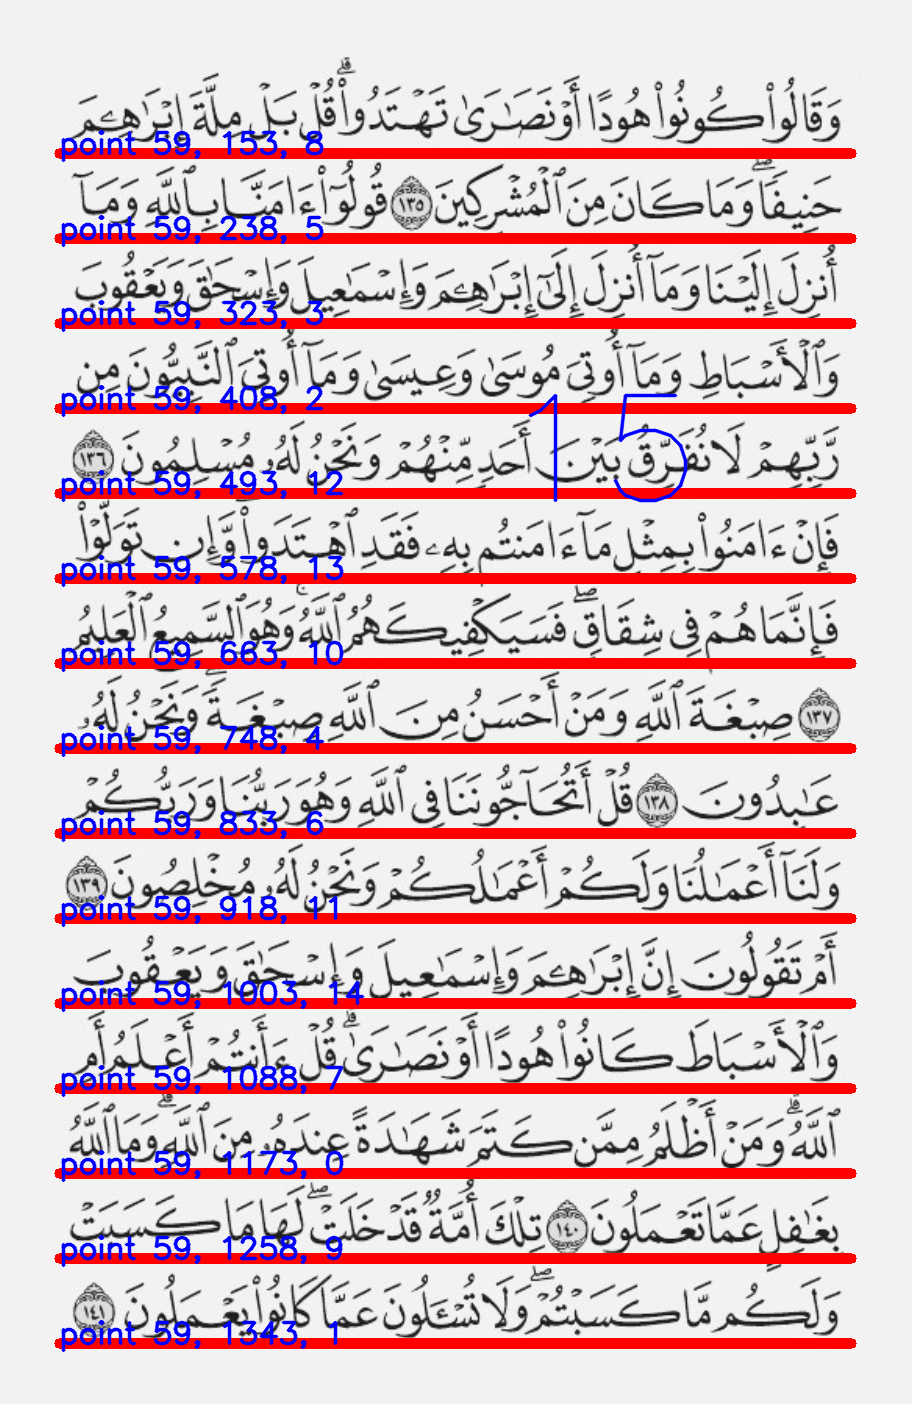 وَقَالُوا۟ كُونُوا۟ هُودًا أَوْ نَصَـٰرَىٰ تَهْتَدُوا۟ ۗ قُلْ بَلْ مِلَّةَ إِبْرَٰهِـۧمَ
point 59, 153, 8
حَنِيفًا ۖ وَمَا كَانَ مِنَ ٱلْمُشْرِكِينَ ١٣٥ قُولُوٓا۟ ءَامَنَّا بِٱللَّهِ وَمَآ
point 59, 238, 5
أُنزِلَ إِلَيْنَا وَمَآ أُنزِلَ إِلَىٰٓ إِبْرَٰهِـۧمَ وَإِسْمَـٰعِيلَ وَإِسْحَـٰقَ وَيَعْقُوبَ
point 59, 323, 3
وَٱلْأَسْبَاطِ وَمَآ أُوتِىَ مُوسَىٰ وَعِيسَىٰ وَمَآ أُوتِىَ ٱلنَّبِيُّونَ مِن
point 59, 408, 2
15
رَّبِّهِمْ لَا نُفَرِّقُ بَيْنَ أَحَدٍ مِّنْهُمْ وَنَحْنُ لَهُۥ مُسْلِمُونَ ١٣٦
point 59, 493, 12
فَإِنْ ءَامَنُوا۟ بِمِثْلِ مَآ ءَامَنتُم بِهِۦ فَقَدِ ٱهْتَدَوا۟ ۖ وَّإِن تَوَلَّوْا۟
point 59, 578, 13
فَإِنَّمَا هُمْ فِى شِقَاقٍ ۖ فَسَيَكْفِيكَهُمُ ٱللَّهُ ۚ وَهُوَ ٱلسَّمِيعُ ٱلْعَلِيمُ
point 59, 663, 10
١٣٧ صِبْغَةَ ٱللَّهِ ۖ وَمَنْ أَحْسَنُ مِنَ ٱللَّهِ صِبْغَةً ۖ وَنَحْنُ لَهُۥ
point 59, 748, 4
عَـٰبِدُونَ ١٣٨ قُلْ أَتُحَآجُّونَنَا فِى ٱللَّهِ وَهُوَ رَبُّنَا وَرَبُّكُمْ
point 59, 833, 6
وَلَنَآ أَعْمَـٰلُنَا وَلَكُمْ أَعْمَـٰلُكُمْ وَنَحْنُ لَهُۥ مُخْلِصُونَ ١٣٩
point 59, 918, 11
أَمْ تَقُولُونَ إِنَّ إِبْرَٰهِـۧمَ وَإِسْمَـٰعِيلَ وَإِسْحَـٰقَ وَيَعْقُوبَ
point 59, 1003, 14
وَٱلْأَسْبَاطَ كَانُوا۟ هُودًا أَوْ نَصَـٰرَىٰ ۗ قُلْ ءَأَنتُمْ أَعْلَمُ أَمِ
point 59, 1088, 7
ٱللَّهُ ۗ وَمَنْ أَظْلَمُ مِمَّن كَتَمَ شَهَـٰدَةً عِندَهُۥ مِنَ ٱللَّهِ ۗ وَمَا ٱللَّهُ
point 59, 1173, 0
بِغَـٰفِلٍ عَمَّا تَعْمَلُونَ ١٤٠ تِلْكَ أُمَّةٌ قَدْ خَلَتْ ۖ لَهَا مَا كَسَبَتْ
point 59, 1258, 9
وَلَكُم مَّا كَسَبْتُمْ ۖ وَلَا تُسْـَٔلُونَ عَمَّا كَانُوا۟ يَعْمَلُونَ ١٤١
point 59, 1343, 1